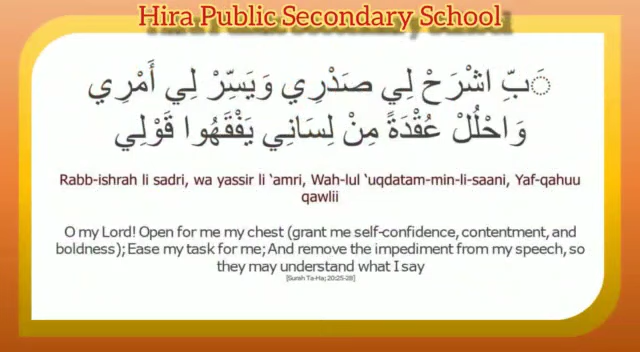 Hira Public Secondary School
َبِّ اشْرَحْ لِي صَدْرِي وَيَسِّرْ لِي أَمْرِي
وَاحْلُلْ عُقْدَةً مِنْ لِسَانِي يَفْقَهُوا قَوْلِي
Rabb-ishrah li sadri, wa yassir li ‘amri, Wah-lul ‘uqdatam-min-li-saani, Yaf-qahuu
qawlii
O my Lord! Open for me my chest (grant me self-confidence, contentment, and
boldness); Ease my task for me; And remove the impediment from my speech, so
they may understand what I say
[Surah Ta-Ha; 20:25-28]